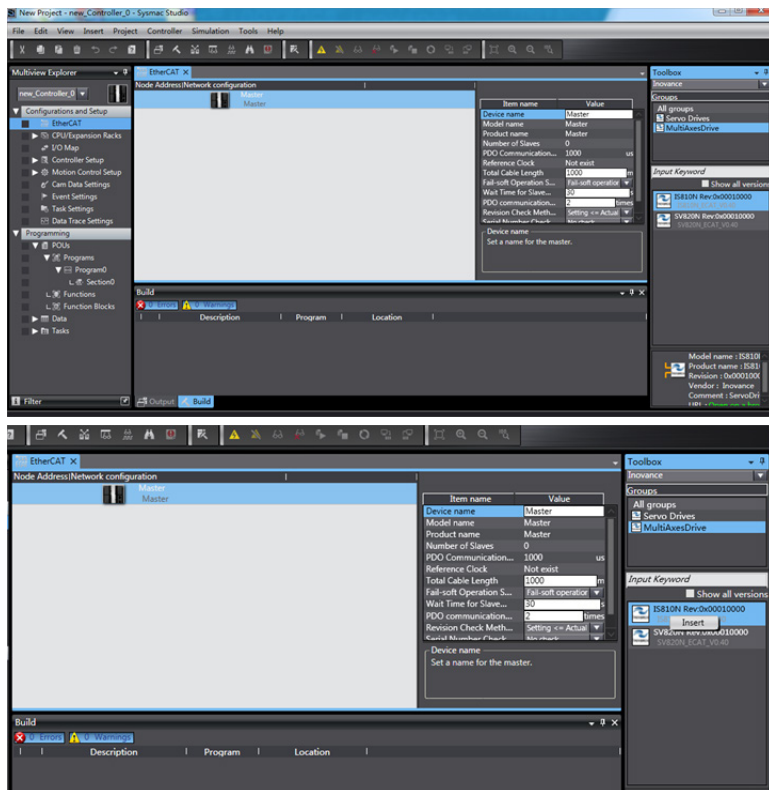 New Project - new_Controller_0 - Sysmac Studio
File Edit View Insert Project Controller Simulation Tools Help
Multiview Explorer
new_Controller_0
Configurations and Setup
EtherCAT
CPU/Expansion Racks
I/O Map
Controller Setup
Motion Control Setup
Cam Data Settings
Event Settings
Task Settings
Data Trace Settings
Programming
POUs
Programs
Program0
Section0
Functions
Function Blocks
Data
Tasks
Filter
EtherCAT
Node Address|Network configuration
Master
Master
Item name Value
Device name Master
Model name Master
Product name Master
Number of Slaves 0
PDO Communication... 1000 us
Reference Clock Not exist
Total Cable Length 1000 m
Fail-soft Operation S... Fail-soft operation
Wait Time for Slave... 30 s
PDO communication... 2 times
Revision Check Meth... Setting <= Actual
Serial Number Check No check
Device name
Set a name for the master.
Build
0 Errors 0 Warnings
Description Program Location
Output Build
Toolbox
Inovance
Groups
All groups
Servo Drives
MultiAxesDrive
Input Keyword
Show all version
IS810N Rev:0x00010000
SV820N Rev:0x00010000
SV820N_ECAT_V0.40
Model name : IS810
Product name : IS81
Revision : 0x000100
Vendor : Inovance
Comment : ServoDri
EtherCAT
Node Address|Network configuration
Master
Master
Item name Value
Device name Master
Model name Master
Product name Master
Number of Slaves 0
PDO Communication... 1000 us
Reference Clock Not exist
Total Cable Length 1000 m
Fail-soft Operation S... Fail-soft operation
Wait Time for Slave... 30 s
PDO communication... 2 times
Revision Check Meth... Setting <= Actual
Serial Number Check No check
Device name
Set a name for the master.
Build
0 Errors 0 Warnings
Description Program Location
Toolbox
Inovance
Groups
All groups
Servo Drives
MultiAxesDrive
Input Keyword
Show all versions
IS810N Rev:0x00010000
Insert
SV820N Rev:0x00010000
SV820N_ECAT_V0.40